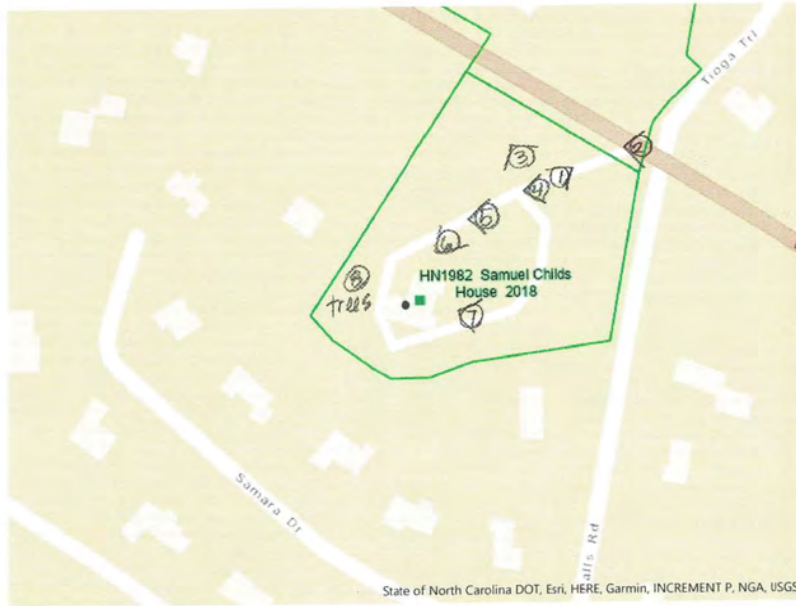 Tioga Trl
2
3
1
4
5
6
HN1982 Samuel Childs
House 2018
8
trees
7
Samara Dr
alls Rd
State of North Carolina DOT, Esri, HERE, Garmin, INCREMENT P, NGA, USGS